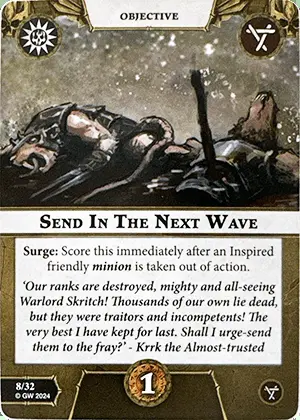 OBJECTIVE
SEND IN THE NEXT WAVE
Surge: Score this immediately after an Inspired
friendly minion is taken out of action.
‘Our ranks are destroyed, mighty and all-seeing
Warlord Skritch! Thousands of our own lie dead,
but they were traitors and incompetents! The
very best I have kept for last. Shall I urge-send
them to the fray?’ - Krrk the Almost-trusted
8/32
© GW 2024
1